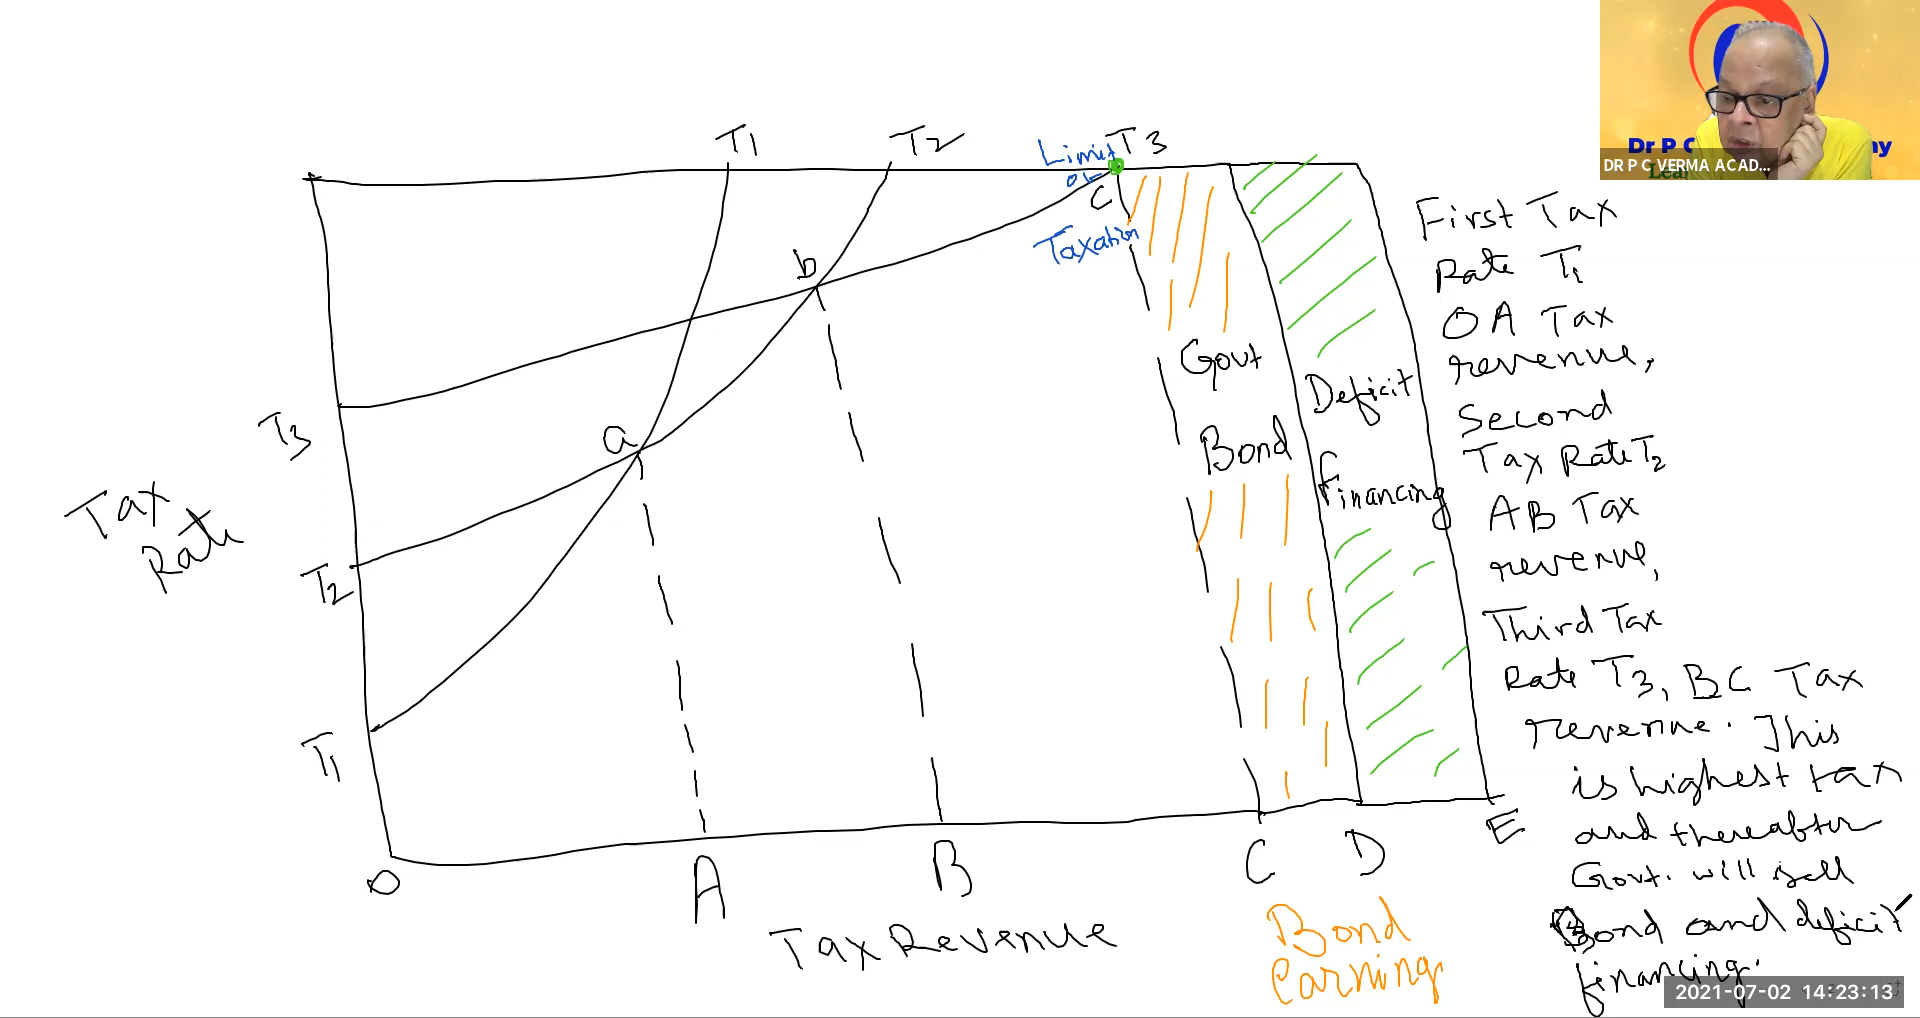 T1
T2
T3
Limit
of
C
Taxation
b
a
T3
T2
T1
Tax
Rate
Govt
Bond
Deficit
financing
O
A
B
C
D
E
Tax Revenue
Bond
Earning
First Tax
Rate T1
OA Tax
revenue,
Second
Tax Rate T2
AB Tax
revenue,
Third Tax
Rate T3, BC Tax
revenue. This
is highest tax
and thereafter
Govt. will sell
Bond and deficit
financing.
Dr P C
my
DR P C VERMA ACAD...
2021-07-02 14:23:13